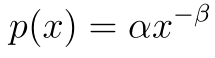 p(x) = αx^{−β}